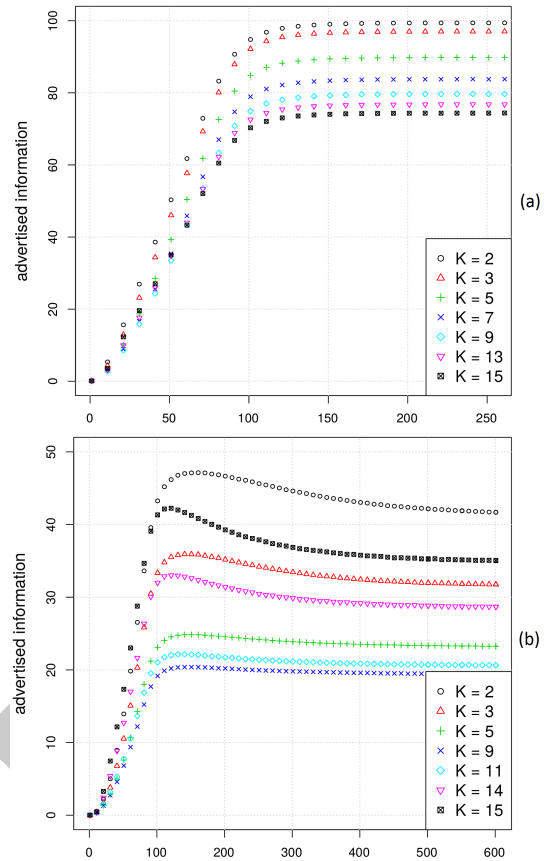 100
80
60
40
20
0
advertised information
(a)
K = 2
K = 3
K = 5
K = 7
K = 9
K = 13
K = 15
0 50 100 150 200 250
50
40
30
20
10
0
advertised information
(b)
K = 2
K = 3
K = 5
K = 9
K = 11
K = 14
K = 15
0 100 200 300 400 500 600